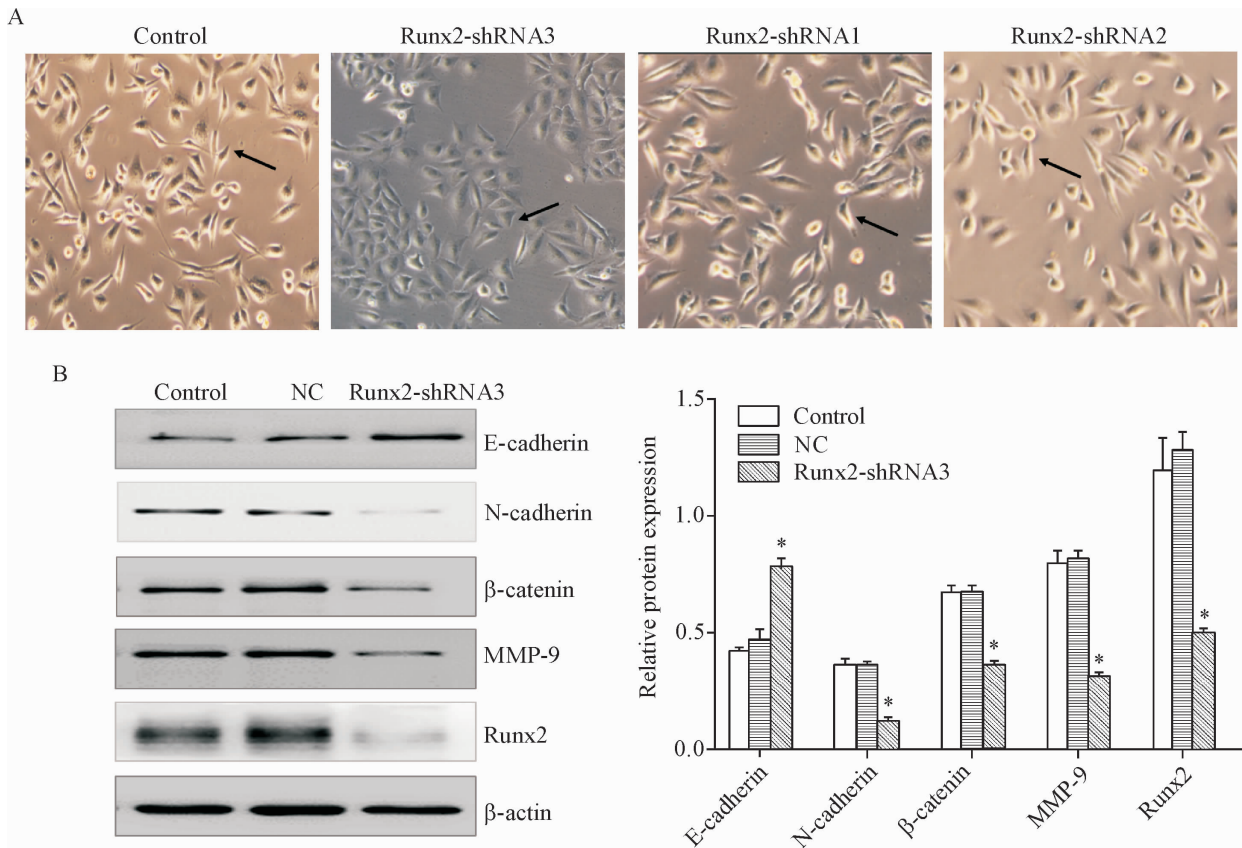 A
Control Runx2-shRNA3 Runx2-shRNA1 Runx2-shRNA2
B
Control NC Runx2-shRNA3
E-cadherin
N-cadherin
β-catenin
MMP-9
Runx2
β-actin
Relative protein expression
1.5
1.0
0.5
0.0
Control
NC
Runx2-shRNA3
* * * * *
E-cadherin
N-cadherin
β-catenin
MMP-9
Runx2